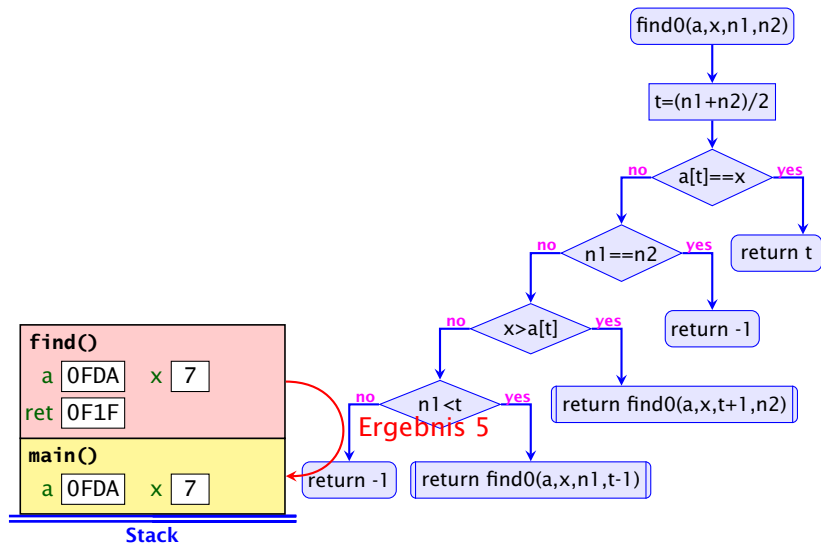 find0(a,x,n1,n2)
t=(n1+n2)/2
a[t]==x
no
yes
return t
n1==n2
no
yes
return -1
x>a[t]
no
yes
return find0(a,x,t+1,n2)
n1<t
no
yes
return -1
return find0(a,x,n1,t-1)
find()
a 0FDA x 7
ret 0F1F
Ergebnis 5
main()
a 0FDA x 7
Stack